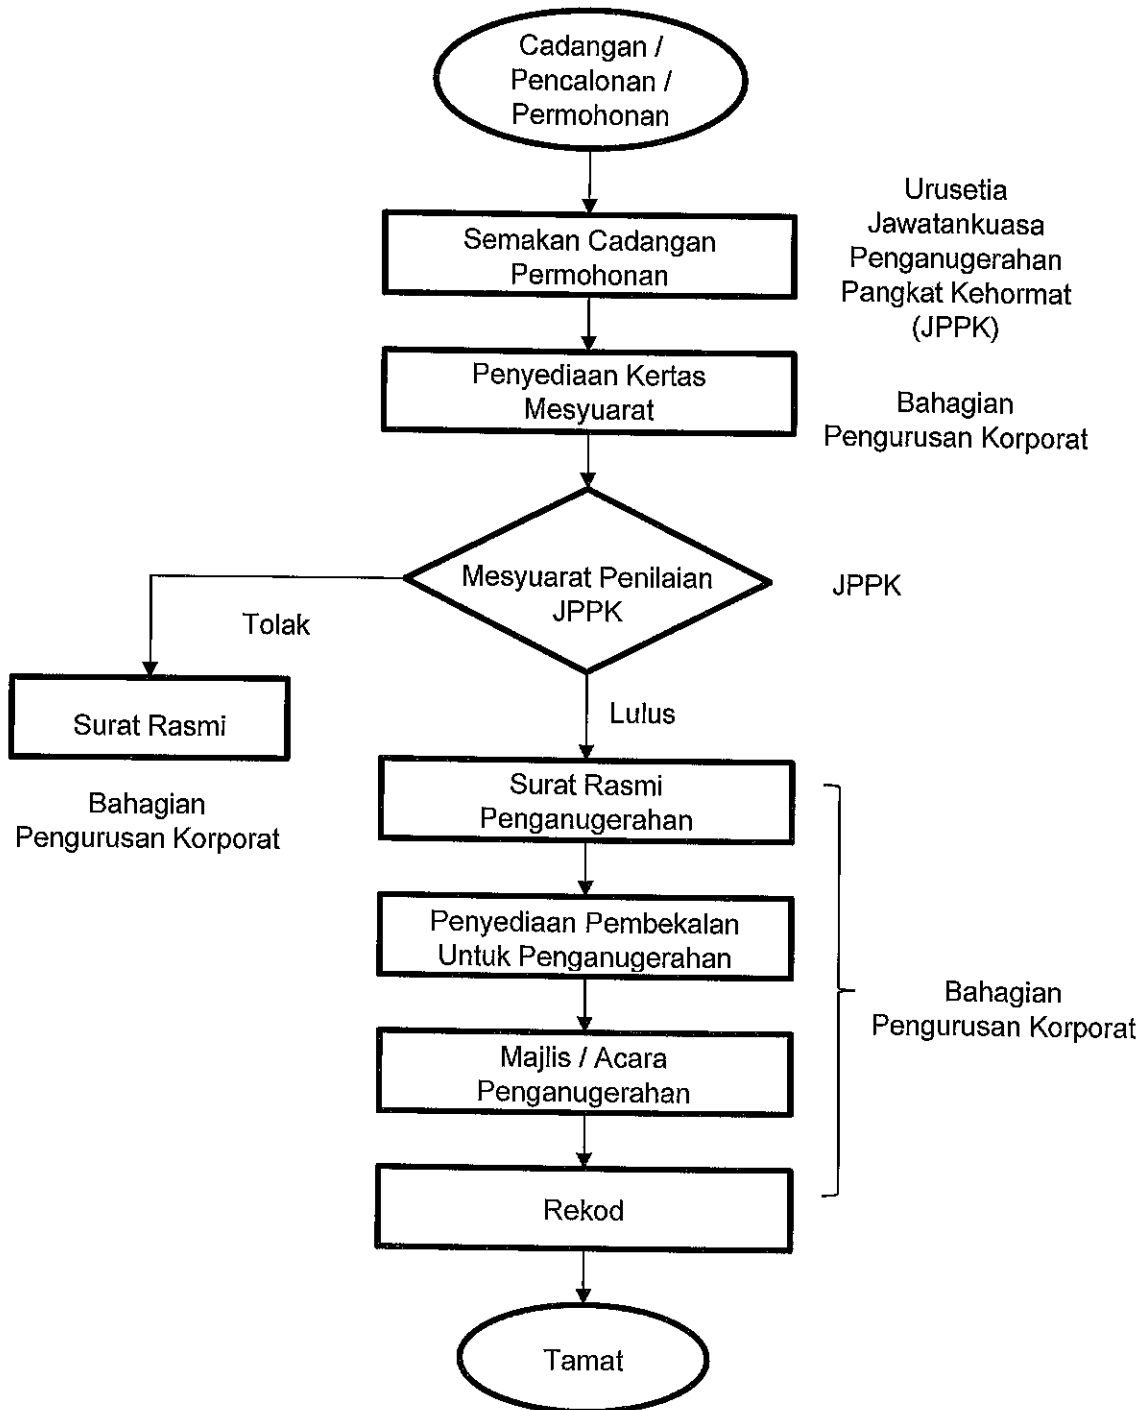 Cadangan /
Pencalonan /
Permohonan
Semakan Cadangan
Permohonan
Urusetia
Jawatankuasa
Penganugerahan
Pangkat Kehormat
(JPPK)
Penyediaan Kertas
Mesyuarat
Bahagian
Pengurusan Korporat
Mesyuarat Penilaian
JPPK
JPPK
Tolak
Surat Rasmi
Bahagian
Pengurusan Korporat
Lulus
Surat Rasmi
Penganugerahan
Penyediaan Pembekalan
Untuk Penganugerahan
Majlis / Acara
Penganugerahan
Rekod
Bahagian
Pengurusan Korporat
Tamat